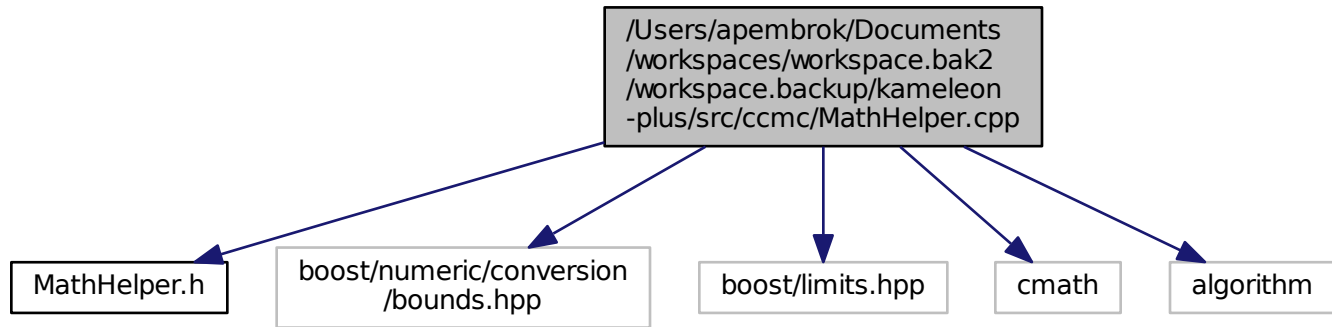 /Users/apembrok/Documents
/workspaces/workspace.bak2
/workspace.backup/kameleon
-plus/src/ccmc/MathHelper.cpp
MathHelper.h
boost/numeric/conversion
/bounds.hpp
boost/limits.hpp
cmath
algorithm